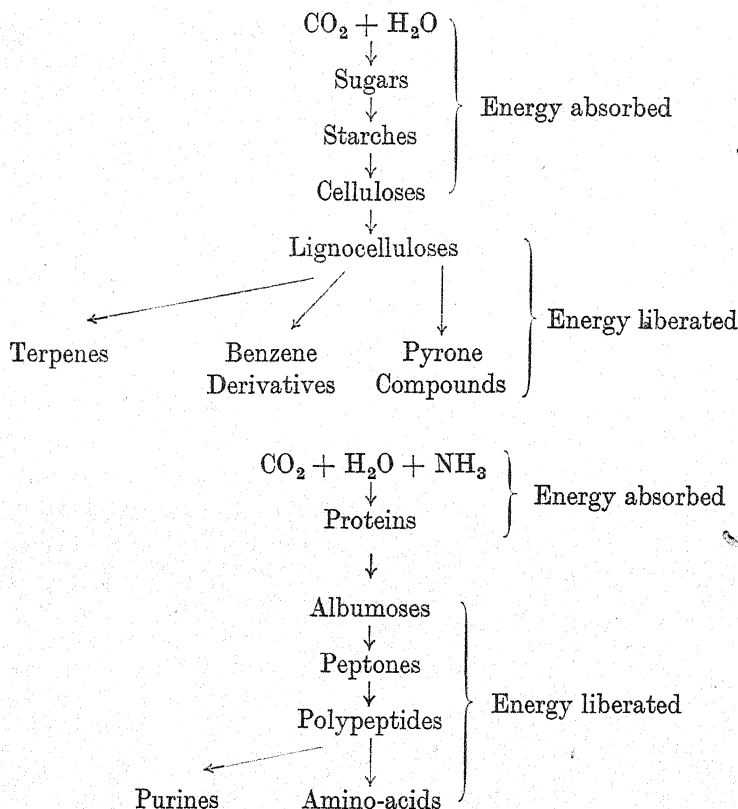 CO₂ + H₂O
Sugars
Energy absorbed
Starches
Celluloses
Lignocelluloses
Energy liberated
Terpenes
Benzene
Derivatives
Pyrone
Compounds
CO₂ + H₂O + NH₃
Energy absorbed
Proteins
Albumoses
Peptones
Energy liberated
Polypeptides
Purines
Amino-acids